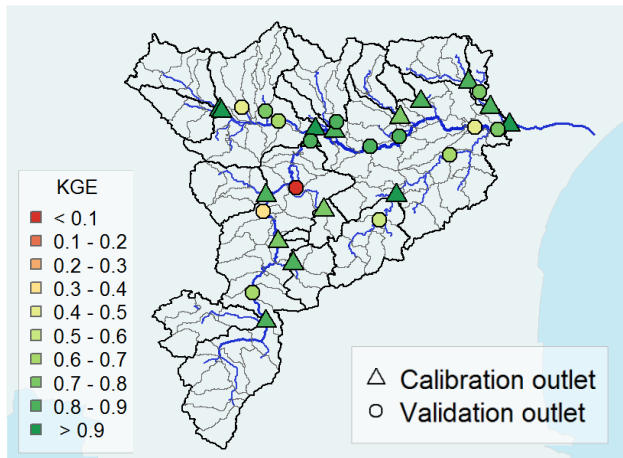 KGE
< 0.1
0.1 - 0.2
0.2 - 0.3
0.3 - 0.4
0.4 - 0.5
0.5 - 0.6
0.6 - 0.7
0.7 - 0.8
0.8 - 0.9
> 0.9
Calibration outlet
Validation outlet